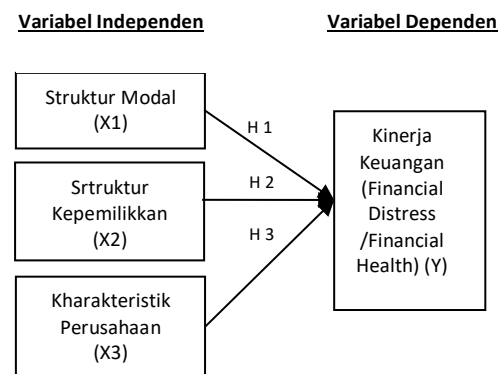 Variabel Independen
Variabel Dependen
Struktur Modal
(X1)
H 1
Srtruktur
Kepemilikkan
(X2)
H 2
H 3
Kharakteristik
Perusahaan
(X3)
Kinerja
Keuangan
(Financial
Distress
/Financial
Health) (Y)